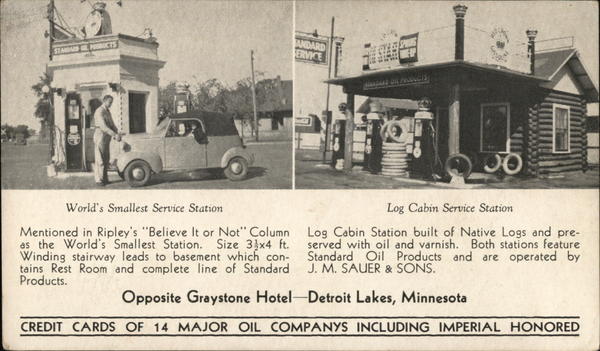 STANDARD OIL PRODUCTS
STANDARD
SERVICE
STANDARD OIL PRODUCTS
World's Smallest Service Station
Mentioned in Ripley's "Believe It or Not" Column
as the World's Smallest Station. Size 3½x4 ft.
Winding stairway leads to basement which con-
tains Rest Room and complete line of Standard
Products.
Log Cabin Service Station
Log Cabin Station built of Native Logs and pre-
served with oil and varnish. Both stations feature
Standard Oil Products and are operated by
J. M. SAUER & SONS.
Opposite Graystone Hotel—Detroit Lakes, Minnesota
CREDIT CARDS OF 14 MAJOR OIL COMPANYS INCLUDING IMPERIAL HONORED